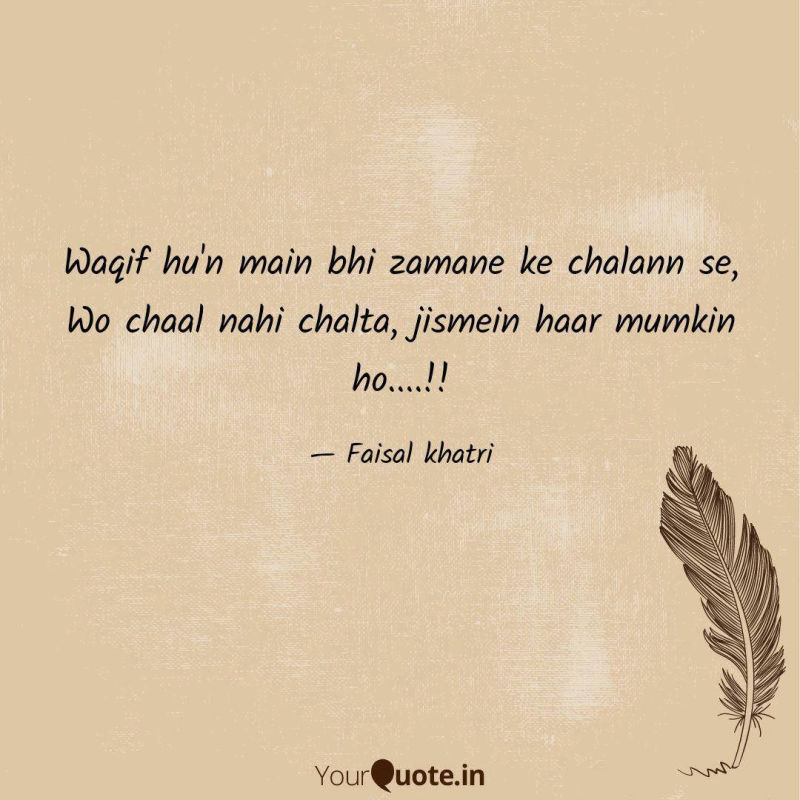 Waqif hu'n main bhi zamane ke chalann se,
Wo chaal nahi chalta, jismein haar mumkin
ho....!!
— Faisal khatri
YourQuote.in